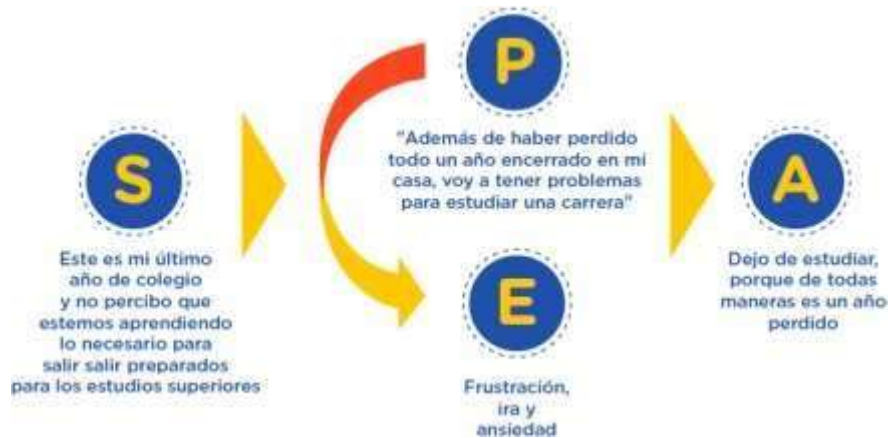 S
Este es mi último
año de colegio
y no percibo que
estemos aprendiendo
lo necesario para
salir salir preparados
para los estudios superiores
P
"Además de haber perdido
todo un año encerrado en mi
casa, voy a tener problemas
para estudiar una carrera"
E
Frustración,
ira y
ansiedad
A
Dejo de estudiar,
porque de todas
maneras es un año
perdido